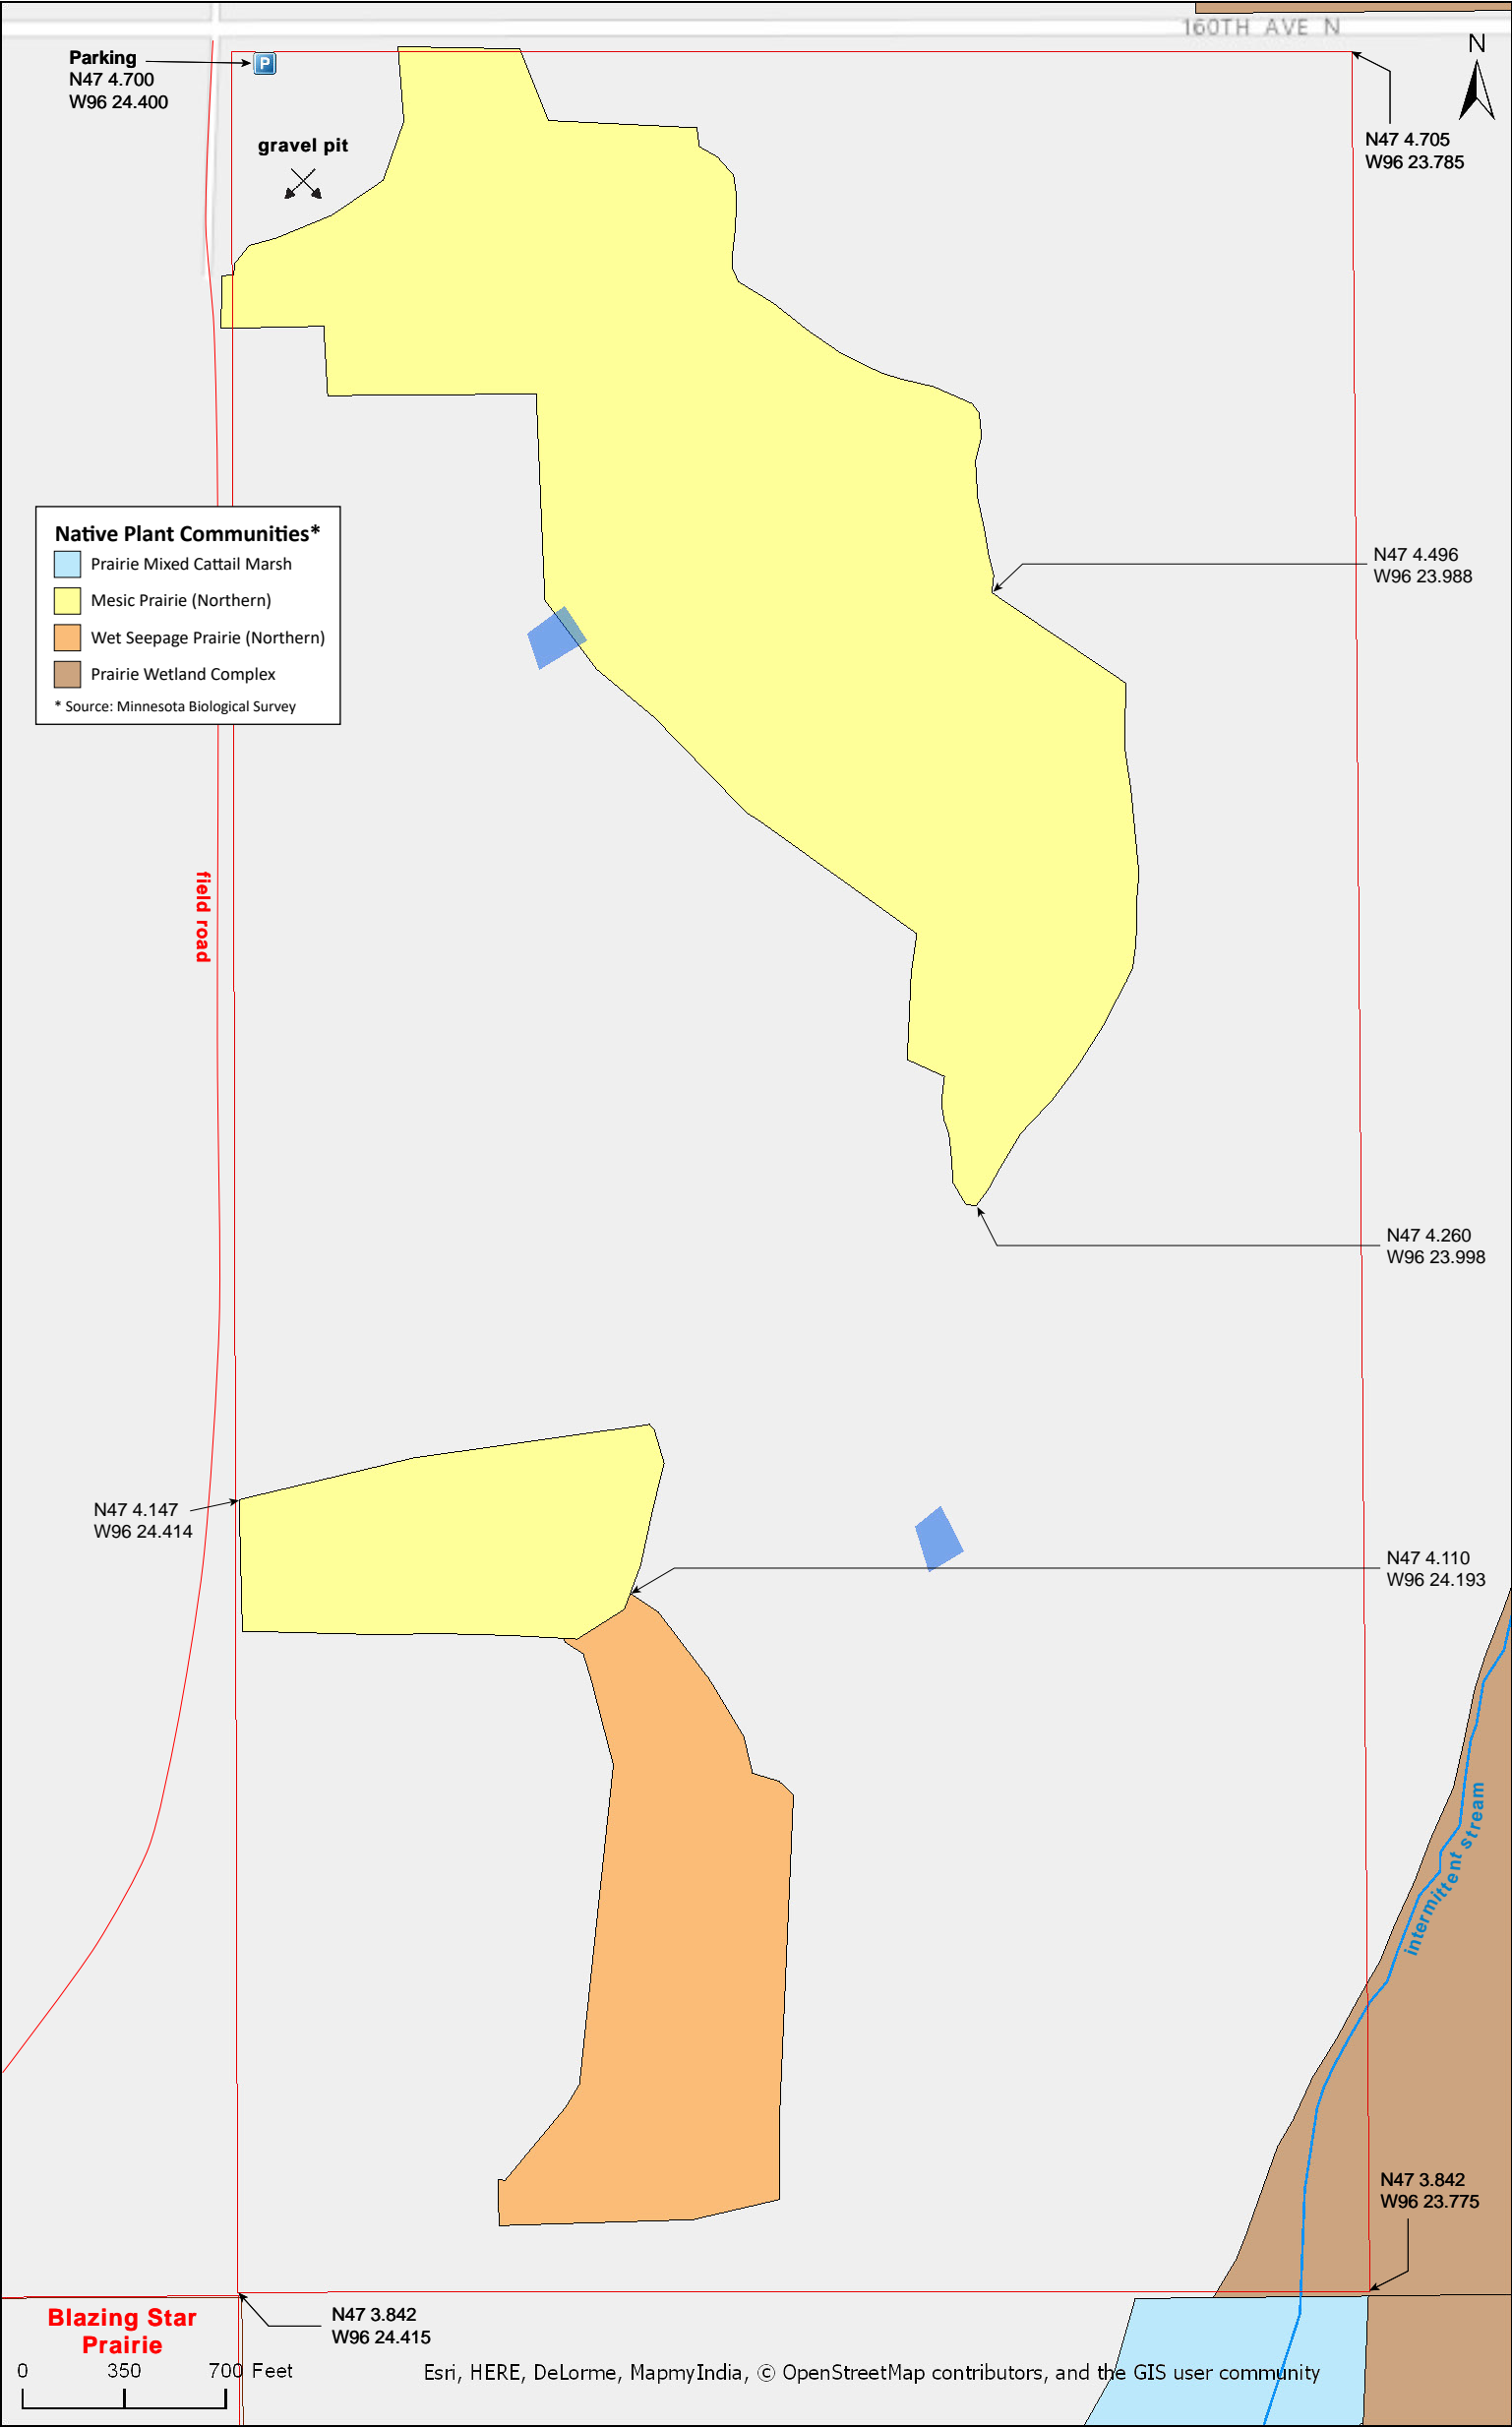 160TH AVE N
Parking
N47 4.700
W96 24.400
P
N
N47 4.705
W96 23.785
gravel pit
N47 4.496
W96 23.988
Native Plant Communities*
Prairie Mixed Cattail Marsh
Mesic Prairie (Northern)
Wet Seepage Prairie (Northern)
Prairie Wetland Complex
* Source: Minnesota Biological Survey
field road
N47 4.260
W96 23.998
N47 4.147
W96 24.414
N47 4.110
W96 24.193
intermittent stream
N47 3.842
W96 23.775
Blazing Star
Prairie
N47 3.842
W96 24.415
0 350 700 Feet
Esri, HERE, DeLorme, MapmyIndia, © OpenStreetMap contributors, and the GIS user community